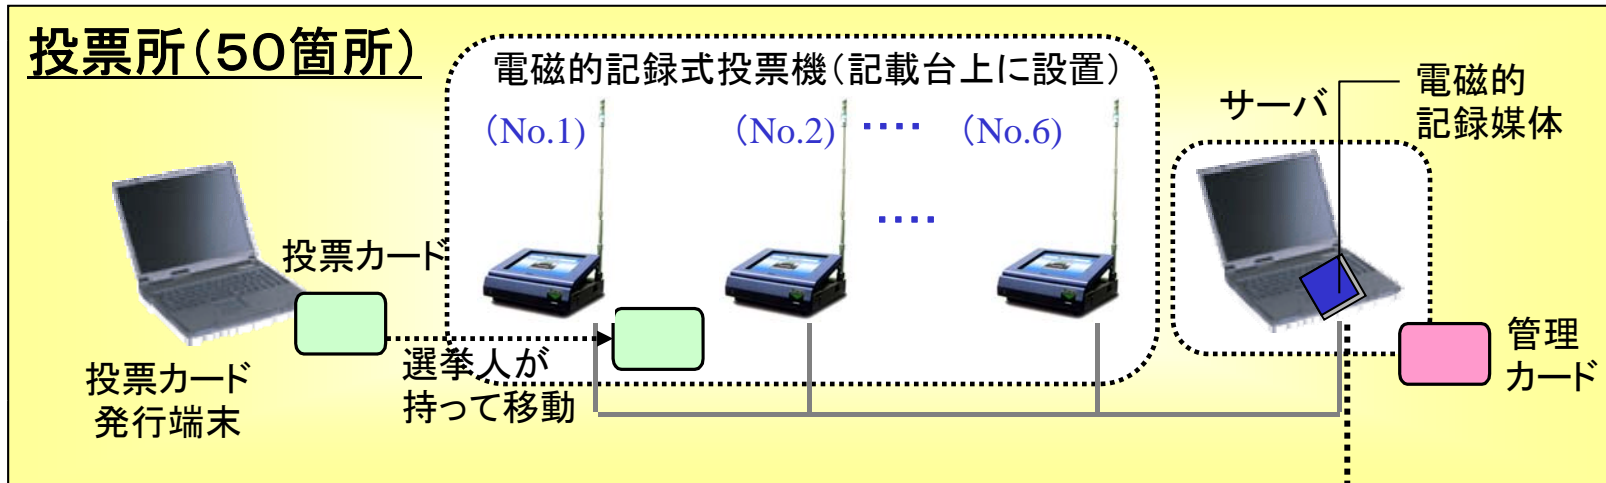 投票所(50箇所)
電磁的記録式投票機(記載台上に設置)
(No.1)
(No.2)
‥‥
(No.6)
‥‥
サーバ
電磁的
記録媒体
投票カード
選挙人が
持って移動
投票カード
発行端末
管理
カード